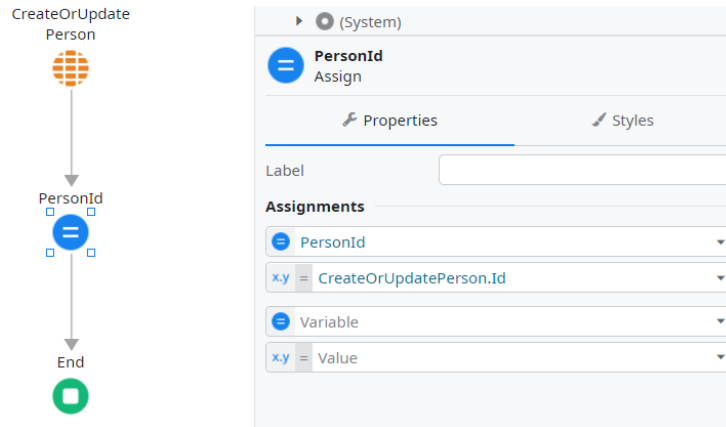 CreateOrUpdate
Person
PersonId
End
(System)
PersonId
Assign
Properties
Styles
Label
Assignments
PersonId
x.y = CreateOrUpdatePerson.Id
Variable
x.y = Value